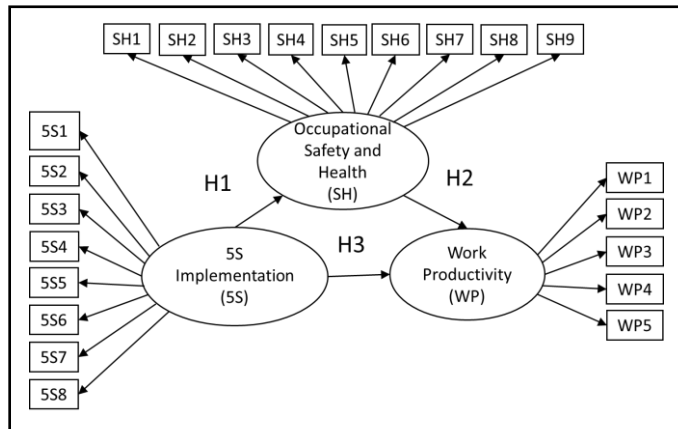 SH1 SH2 SH3 SH4 SH5 SH6 SH7 SH8 SH9
Occupational
Safety and
Health
(SH)
H1
H2
H3
5S1
5S2
5S3
5S4
5S5
5S6
5S7
5S8
5S
Implementation
(5S)
Work
Productivity
(WP)
WP1
WP2
WP3
WP4
WP5